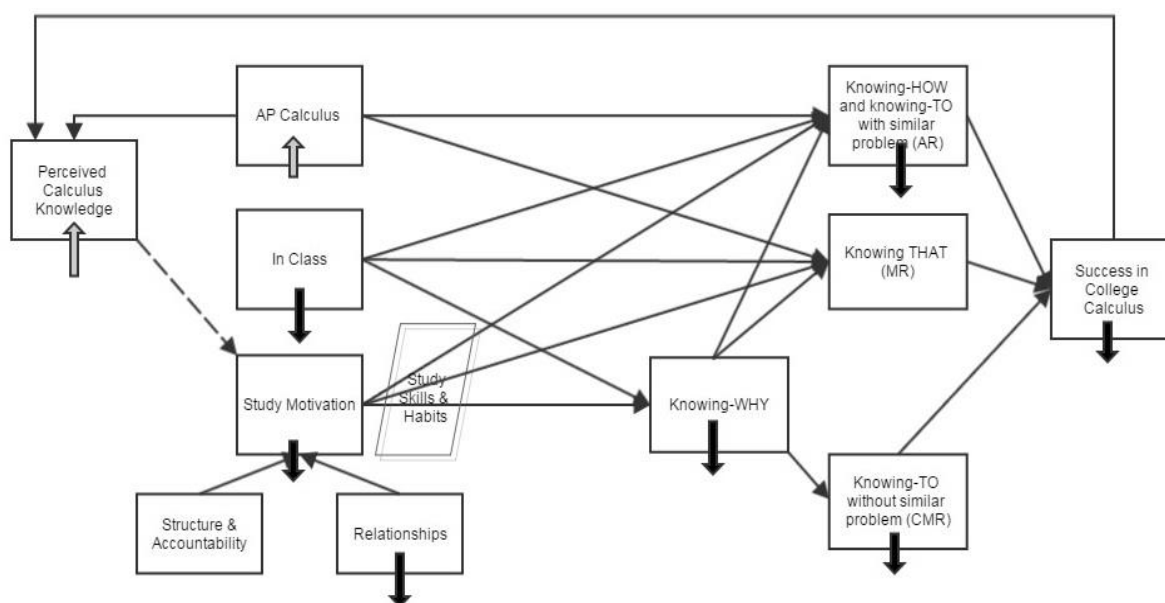 AP Calculus
Knowing-HOW
and knowing-TO
with similar
problem (AR)
Perceived
Calculus
Knowledge
In Class
Knowing THAT
(MR)
Success in
College
Calculus
Study Motivation
Study
Skills &
Habits
Knowing-WHY
Structure &
Accountability
Relationships
Knowing-TO
without similar
problem (CMR)